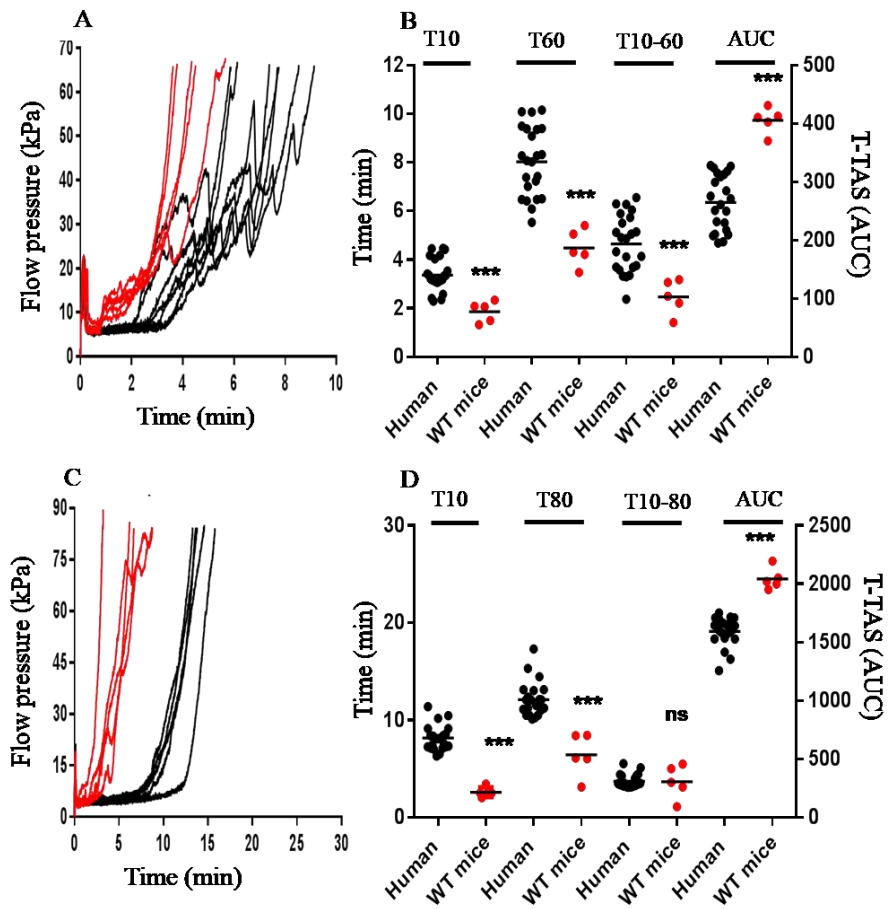 A
Flow pressure (kPa)
70
60
50
40
30
20
10
0
0 2 4 6 8 10
Time (min)
B
T10 T60 T10-60 AUC
Time (min)
12
10
8
6
4
2
0
*** *** *** ***
500
400
300
200
100
0
T-TAS (AUC)
Human WT mice Human WT mice Human WT mice Human WT mice
C
Flow pressure (kPa)
90
75
60
45
30
15
0
0 5 10 15 20 25 30
Time (min)
D
T10 T80 T10-80 AUC
Time (min)
30
20
10
0
*** *** ns ***
2500
2000
1500
1000
500
0
T-TAS (AUC)
Human WT mice Human WT mice Human WT mice Human WT mice